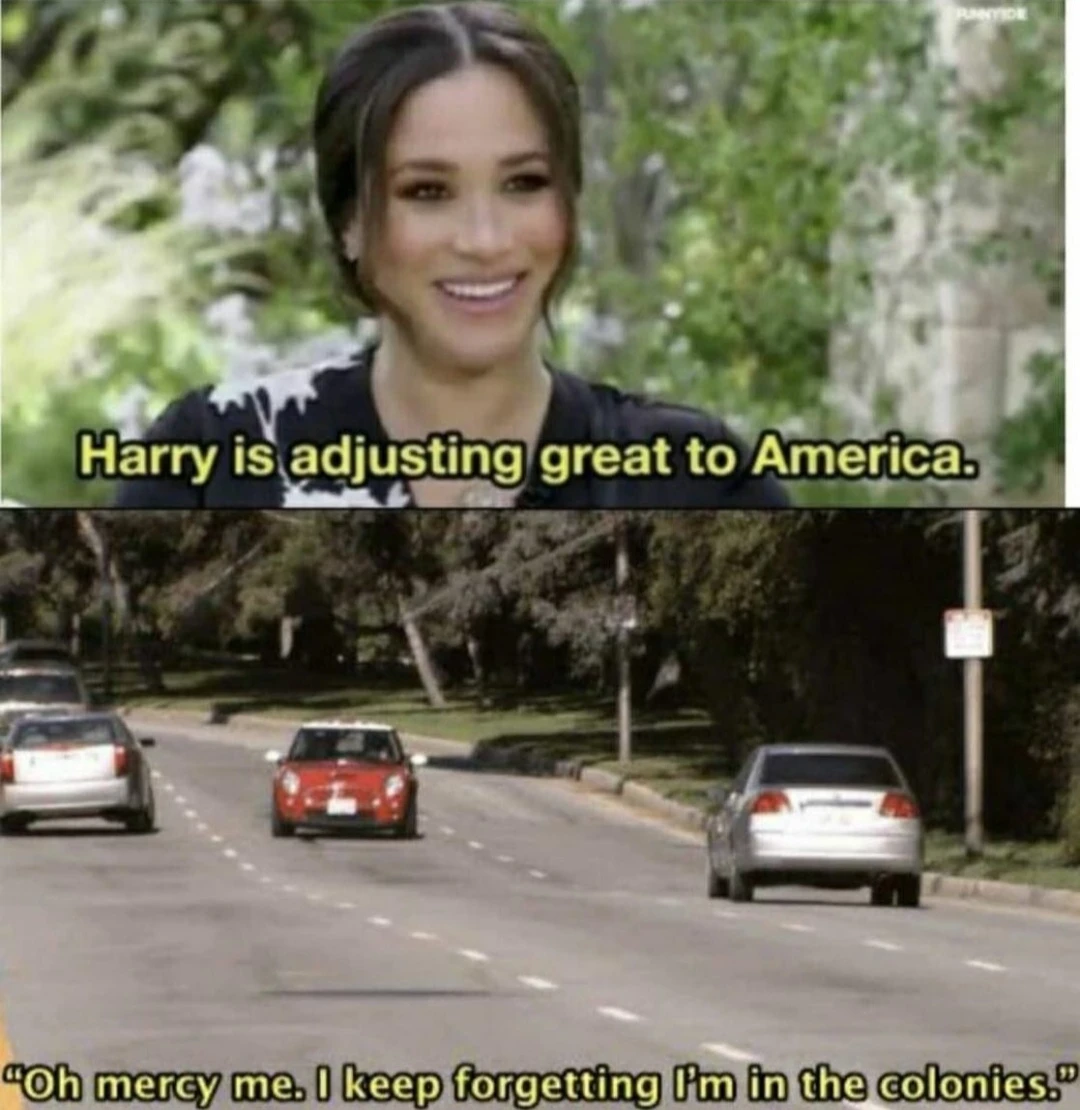 Harry is adjusting great to America.
“Oh mercy me. I keep forgetting I’m in the colonies.”